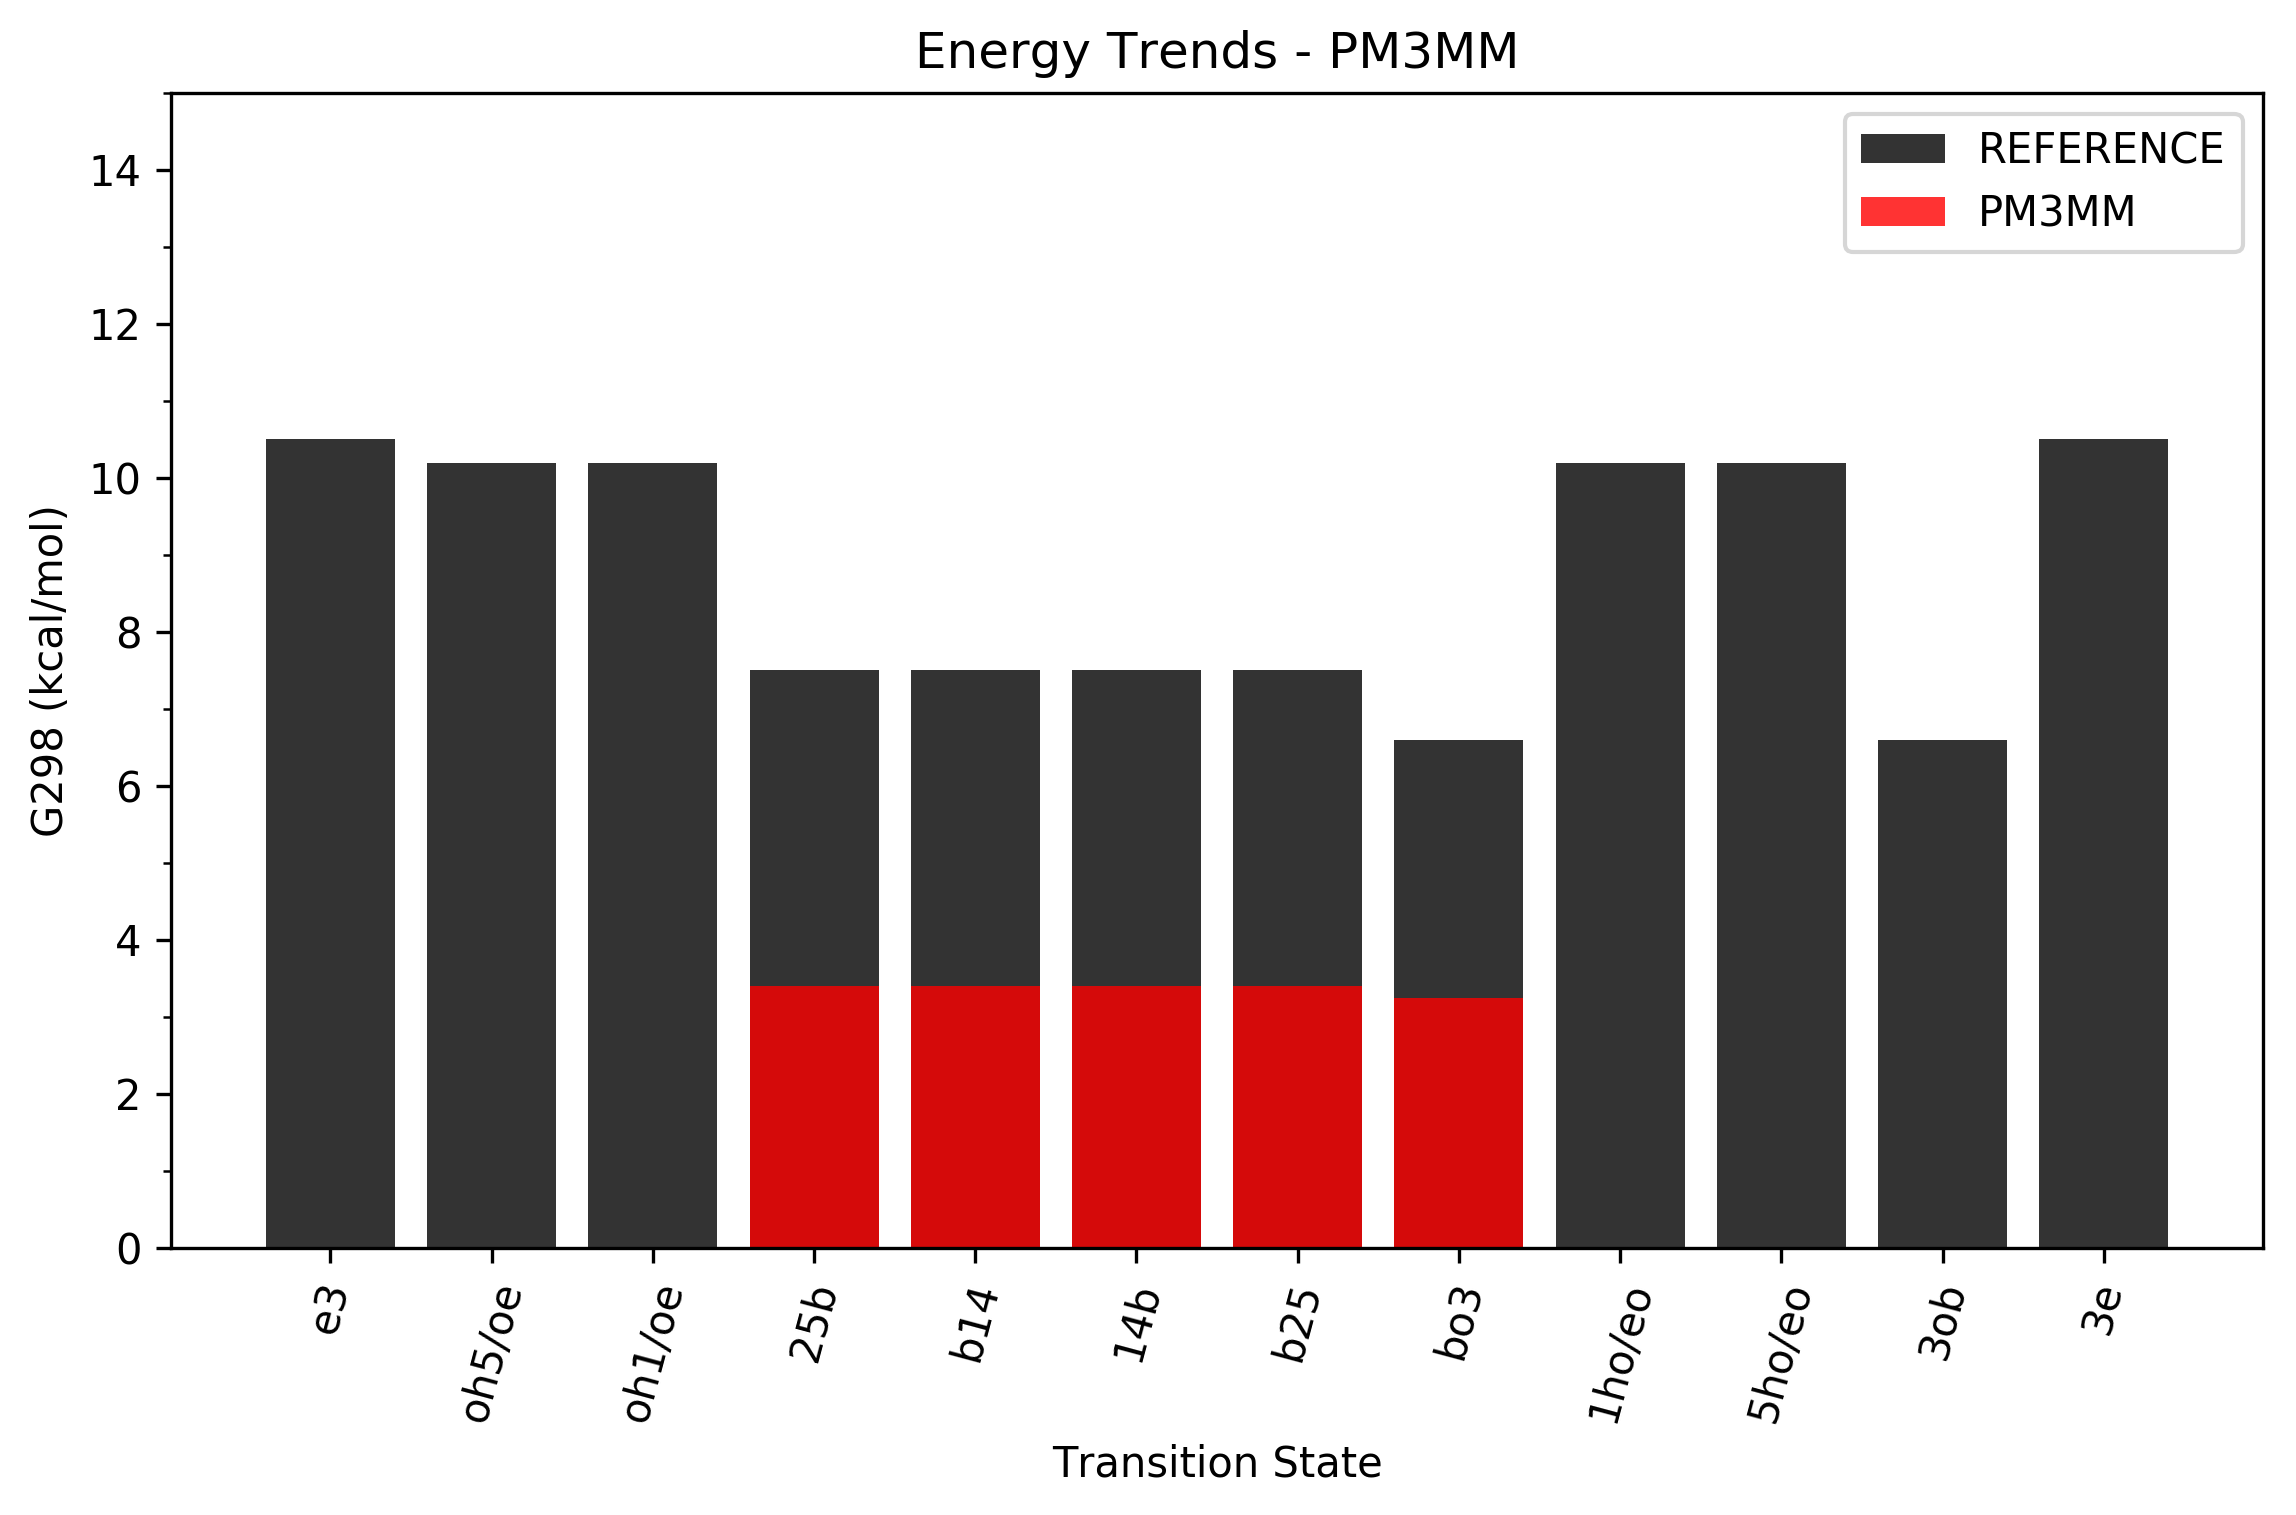 Energy Trends - PM3MM
REFERENCE
PM3MM
G298 (kcal/mol)
14
12
10
8
6
4
2
0
e3
oh5/oe
oh1/oe
25b
b14
14b
b25
bo3
1ho/eo
5ho/eo
3ob
3e
Transition State